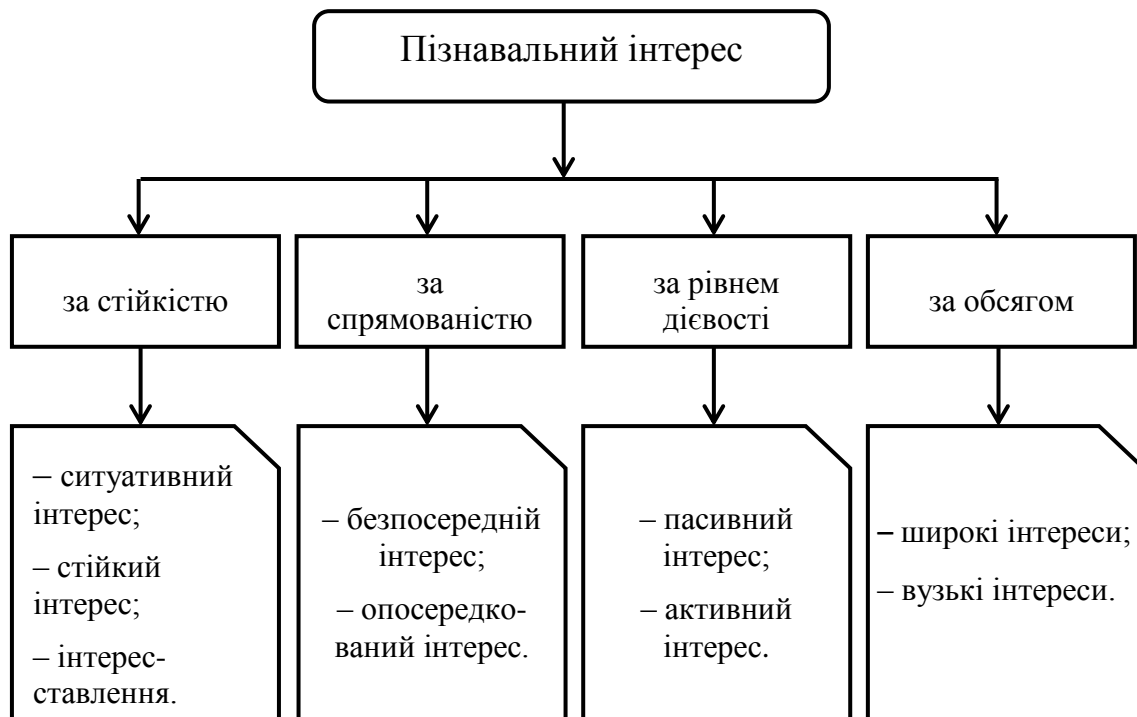 Пізнавальний інтерес
за стійкістю
за
спрямованістю
за рівнем
дієвості
за обсягом
– ситуативний
інтерес;
– стійкий
інтерес;
– інтерес-
ставлення.
– безпосередній
інтерес;
– опосередко-
ваний інтерес.
– пасивний
інтерес;
– активний
інтерес.
– широкі інтереси;
– вузькі інтереси.